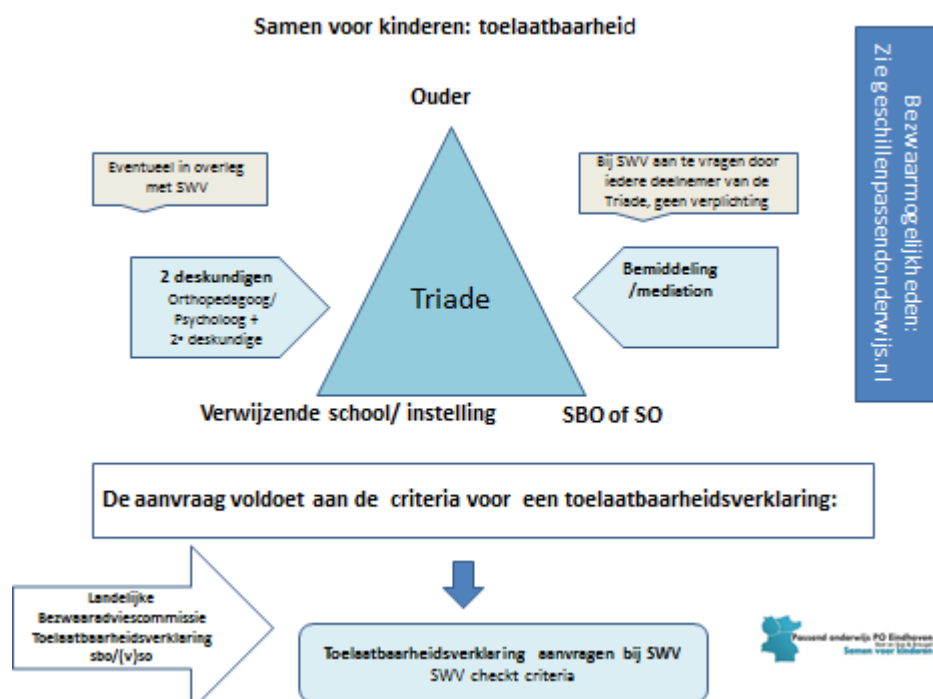 Samen voor kinderen: toelaatbaarheid
Ouder
Eventueel in overleg
met SWV
Bij SWV aan te vragen door
iedere deelnemer van de
Triade, geen verplichting
2 deskundigen
Orthopedagoog/
Psycholoog +
2e deskundige
Triade
Bemiddeling
/mediation
Verwijzende school/ instelling
SBO of SO
Bezwaarmogelijkheden:
Zie geschillenpassendonderwijs.nl
De aanvraag voldoet aan de criteria voor een toelaatbaarheidsverklaring:
Landelijke
Bezwaaradviescommissie
Toelaatbaarheidsverklaring
sbo/(v)so
Toelaatbaarheidsverklaring aanvragen bij SWV
SWV checkt criteria
Passend onderwijs PO Eindhoven
Samen voor kinderen